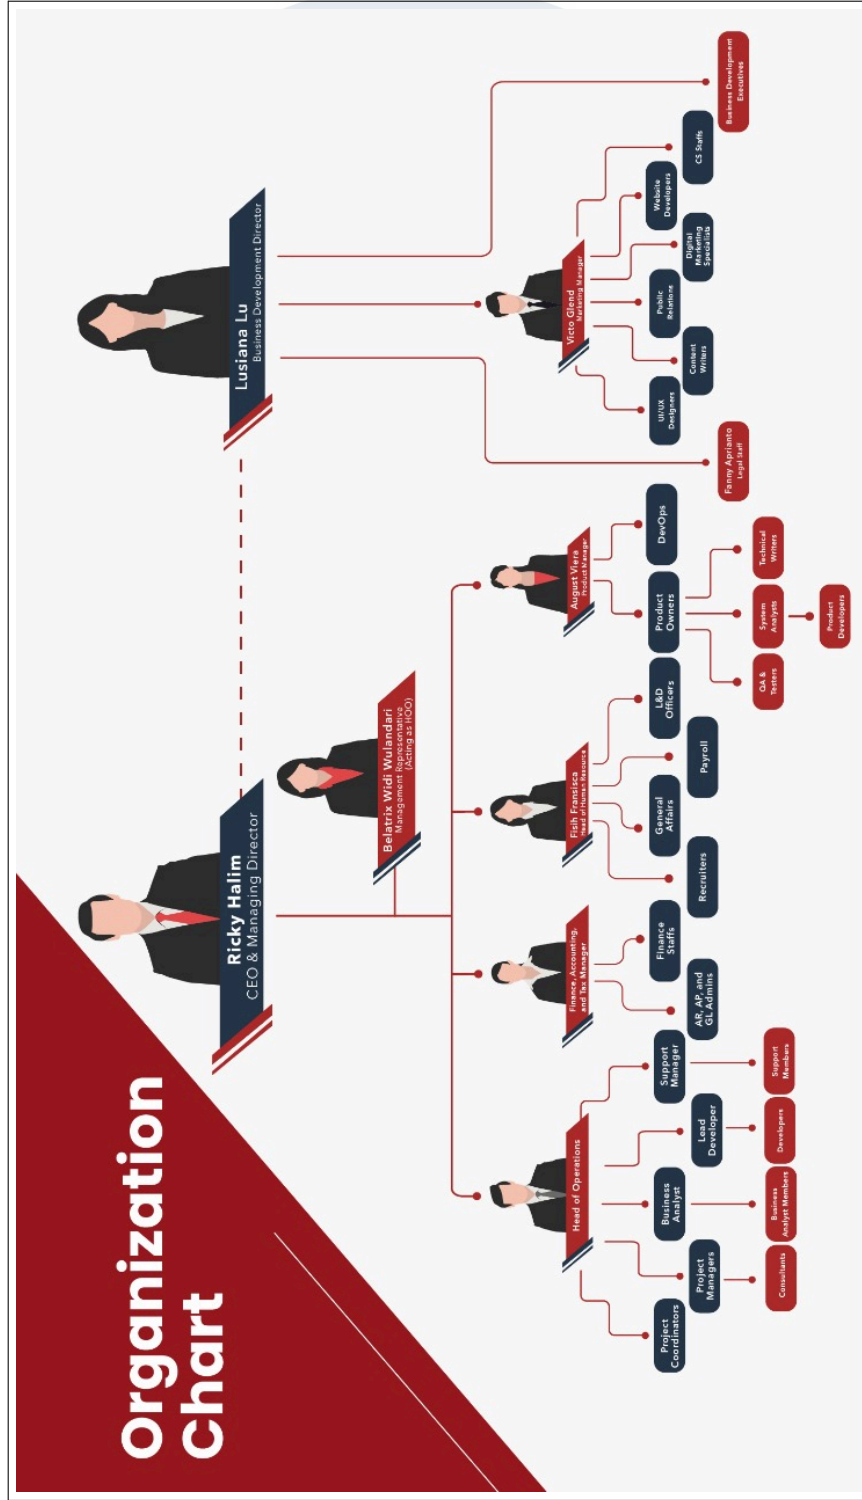 Organization
Chart
Ricky Halim
CEO & Managing Director
Lusiana Lu
Business Development Director
Belatrix Widi Wulandari
Management Representative
(Acting as HOO)
Head of Operations
Finance, Accounting,
and Tax Manager
Fisih Fransisca
Head of Human Resource
August Viera
Product Manager
Victo Glend
Marketing Manager
Project
Coordinators
Project
Managers
Business
Analyst
Lead
Developer
Support
Manager
AR, AP, and
GL Admins
Finance
Staffs
Recruiters
General
Affairs
Payroll
L&D
Officers
Product
Owners
DevOps
Fanny Aprianto
Legal Staff
UI/UX
Designers
Content
Writers
Public
Relations
Digital
Marketing
Specialists
Website
Developers
CS Staffs
Business Development
Executives
Consultants
Business
Analyst Members
Developers
Support
Members
QA &
Testers
System
Analysts
Technical
Writers
Product
Developers